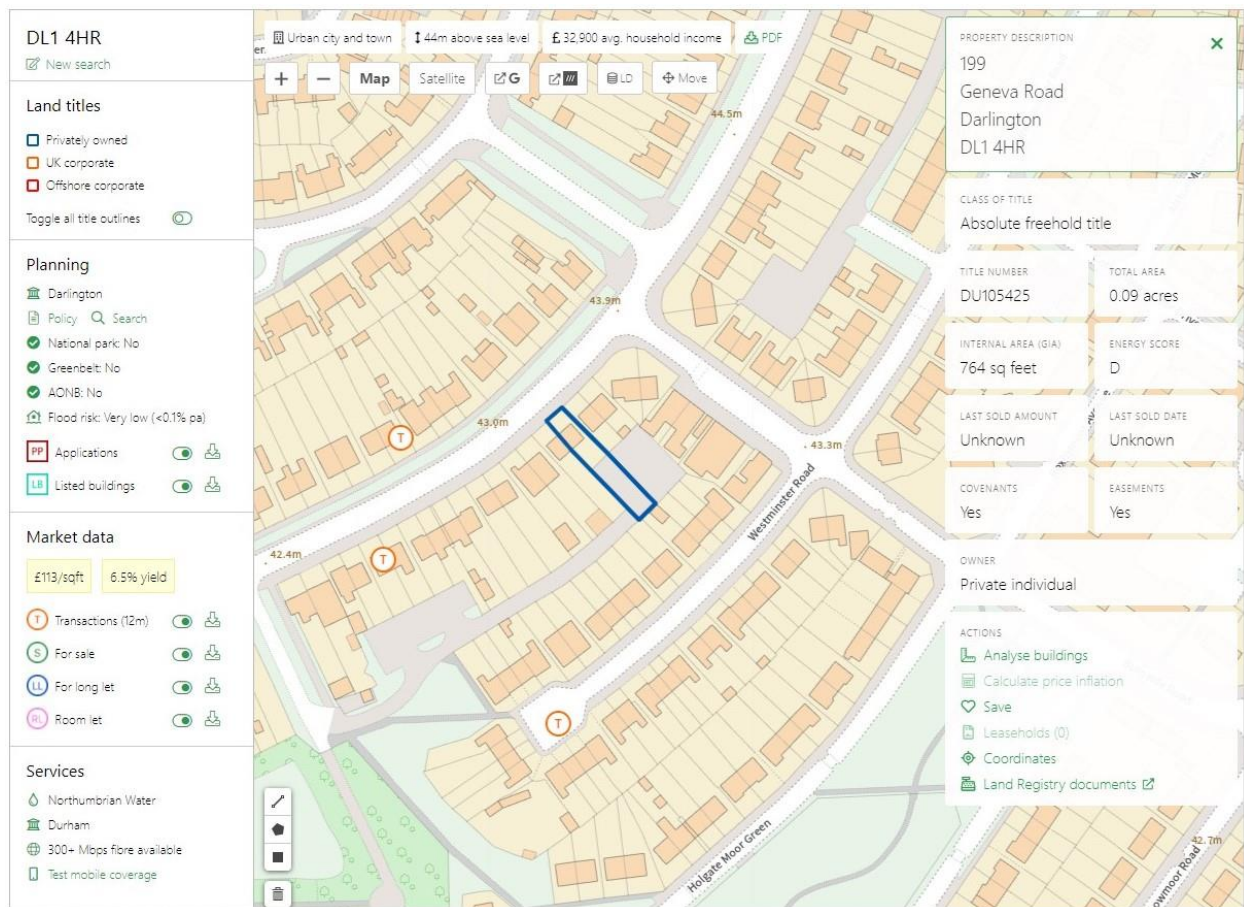 DL1 4HR
New search
Land titles
Privately owned
UK corporate
Offshore corporate
Toggle all title outlines
Planning
Darlington
Policy Search
National park: No
Greenbelt: No
AONB: No
Flood risk: Very low (<0.1% pa)
PP Applications
LB Listed buildings
Market data
£113/sqft 6.5% yield
T Transactions (12m)
S For sale
LL For long let
RL Room let
Services
Northumbrian Water
Durham
300+ Mbps fibre available
Test mobile coverage
Urban city and town 44m above sea level £ 32,900 avg. household income PDF
+ − Map Satellite G /// LD Move
44.5m
43.9m
43.0m
T
43.3m
Westminster Road
42.4m
T
T
Holgate Moor Green
42.7m
owmoor Road
PROPERTY DESCRIPTION
199
Geneva Road
Darlington
DL1 4HR
CLASS OF TITLE
Absolute freehold title
TITLE NUMBER TOTAL AREA
DU105425 0.09 acres
INTERNAL AREA (GIA) ENERGY SCORE
764 sq feet D
LAST SOLD AMOUNT LAST SOLD DATE
Unknown Unknown
COVENANTS EASEMENTS
Yes Yes
OWNER
Private individual
ACTIONS
Analyse buildings
Calculate price inflation
Save
Leaseholds (0)
Coordinates
Land Registry documents